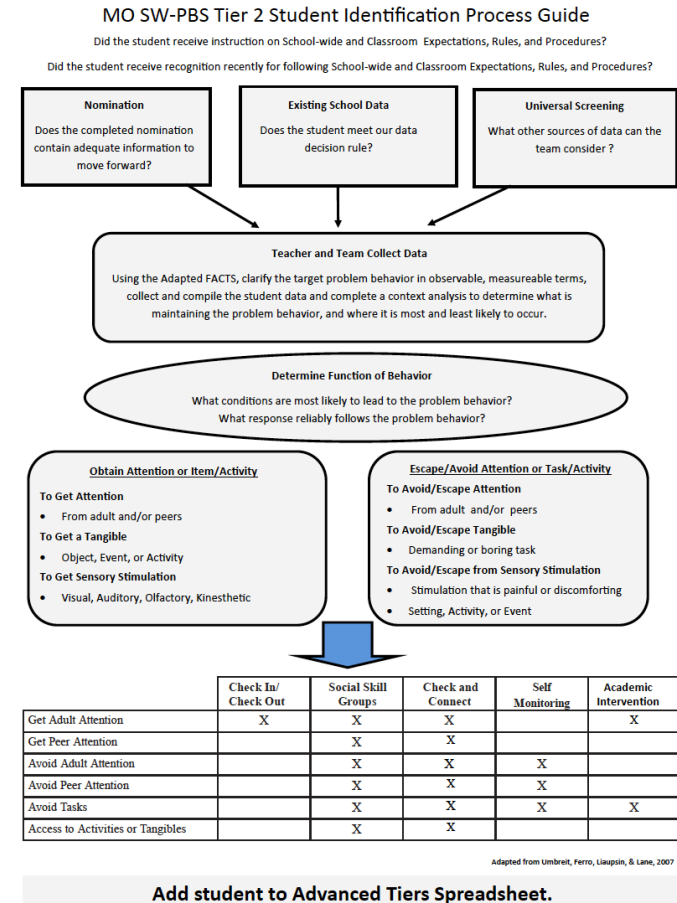 MO SW-PBS Tier 2 Student Identification Process Guide
Did the student receive instruction on School-wide and Classroom Expectations, Rules, and Procedures?
Did the student receive recognition recently for following School-wide and Classroom Expectations, Rules, and Procedures?
Nomination
Does the completed nomination
contain adequate information to
move forward?
Existing School Data
Does the student meet our data
decision rule?
Universal Screening
What other sources of data can the
team consider ?
Teacher and Team Collect Data
Using the Adapted FACTS, clarify the target problem behavior in observable, measureable terms,
collect and compile the student data and complete a context analysis to determine what is
maintaining the problem behavior, and where it is most and least likely to occur.
Determine Function of Behavior
What conditions are most likely to lead to the problem behavior?
What response reliably follows the problem behavior?
Obtain Attention or Item/Activity
To Get Attention
• From adult and/or peers
To Get a Tangible
• Object, Event, or Activity
To Get Sensory Stimulation
• Visual, Auditory, Olfactory, Kinesthetic
Escape/Avoid Attention or Task/Activity
To Avoid/Escape Attention
• From adult and/or peers
To Avoid/Escape Tangible
• Demanding or boring task
To Avoid/Escape from Sensory Stimulation
• Stimulation that is painful or discomforting
• Setting, Activity, or Event
Check In/ Social Skill Check and Self Academic
Check Out Groups Connect Monitoring Intervention
Get Adult Attention X X X X
Get Peer Attention X X
Avoid Adult Attention X X X
Avoid Peer Attention X X X
Avoid Tasks X X X X
Access to Activities or Tangibles X X
Adapted from Umbreit, Ferro, Liaupsin, & Lane, 2007
Add student to Advanced Tiers Spreadsheet.